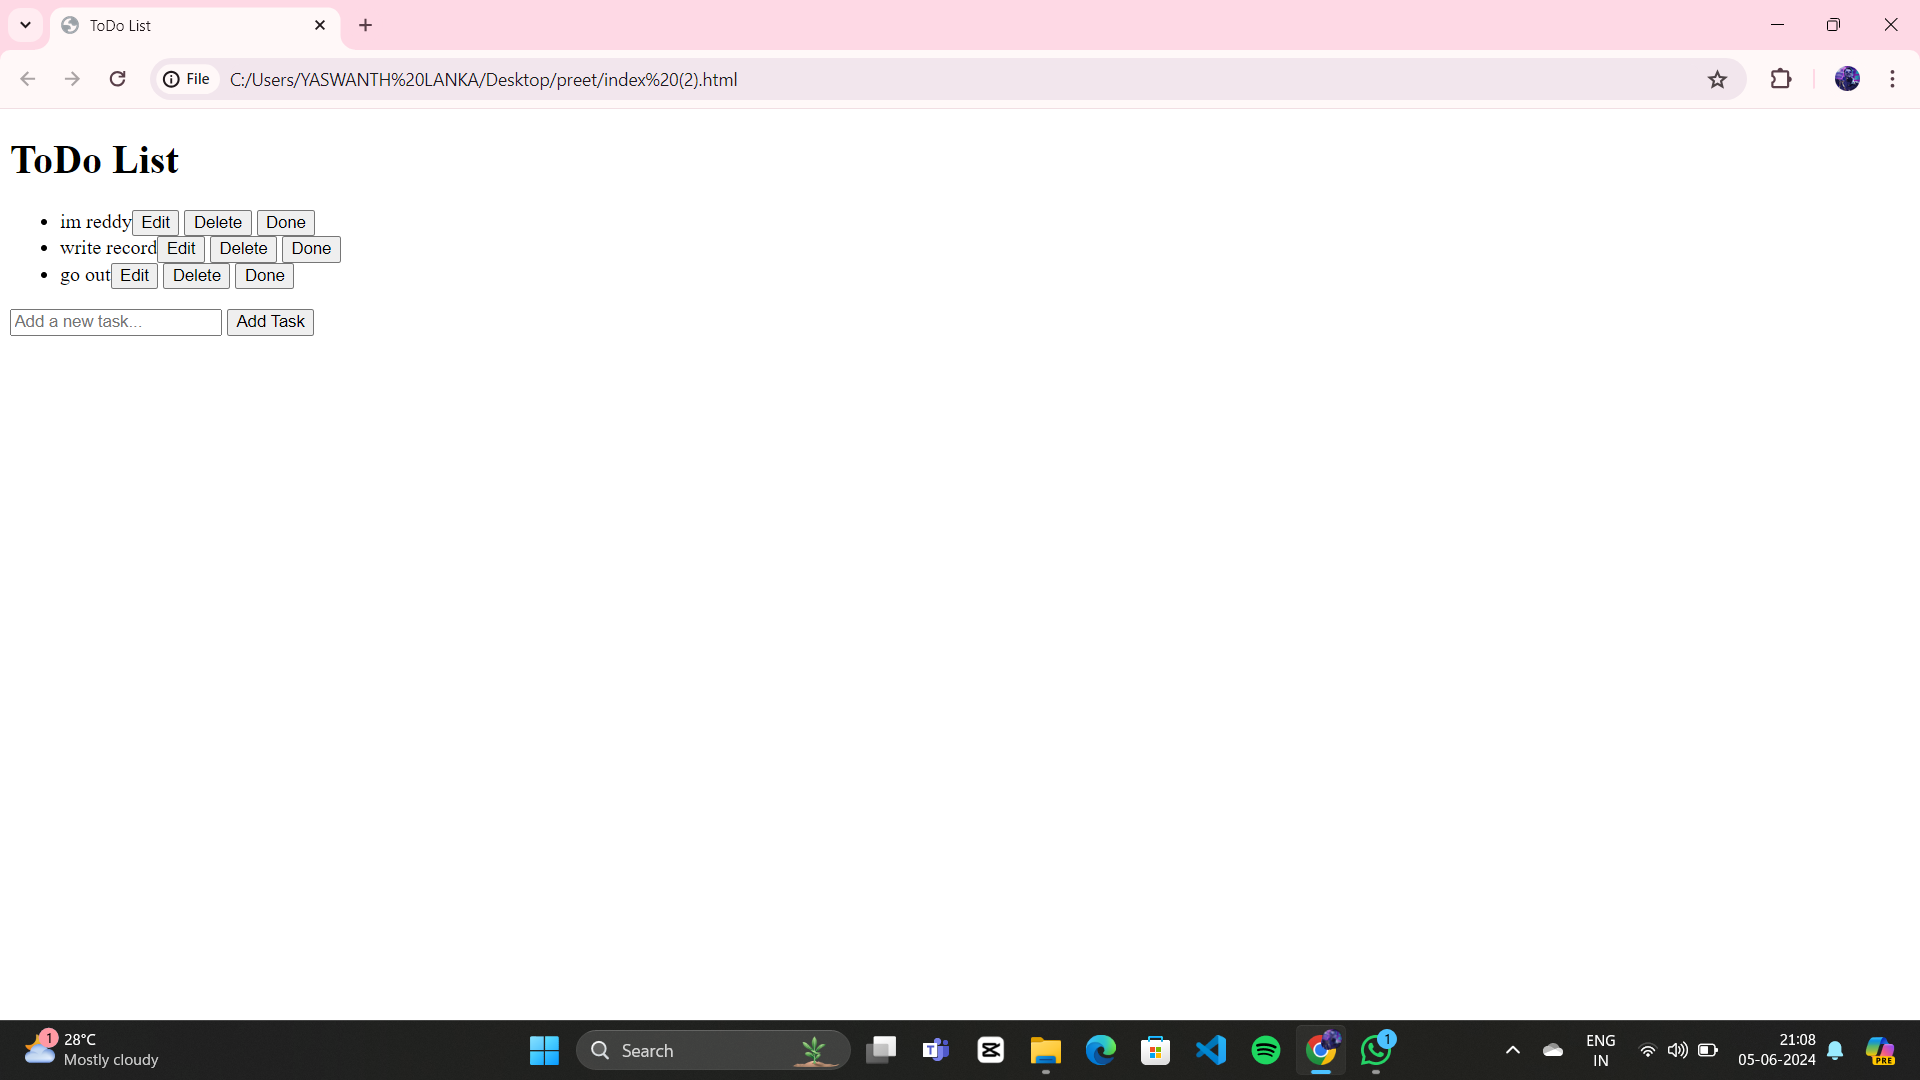 ToDo List
File C:/Users/YASWANTH%20LANKA/Desktop/preet/index%20(2).html
ToDo List
im reddy Edit Delete Done
write record Edit Delete Done
go out Edit Delete Done
Add a new task... Add Task
1
28°C
Mostly cloudy
Search
1
ENG
IN
21:08
05-06-2024
PRE